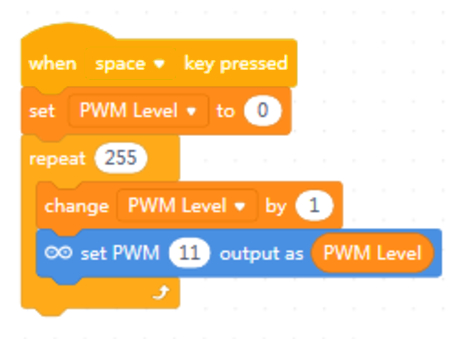 when space key pressed
set PWM Level to 0
repeat 255
change PWM Level by 1
set PWM 11 output as PWM Level